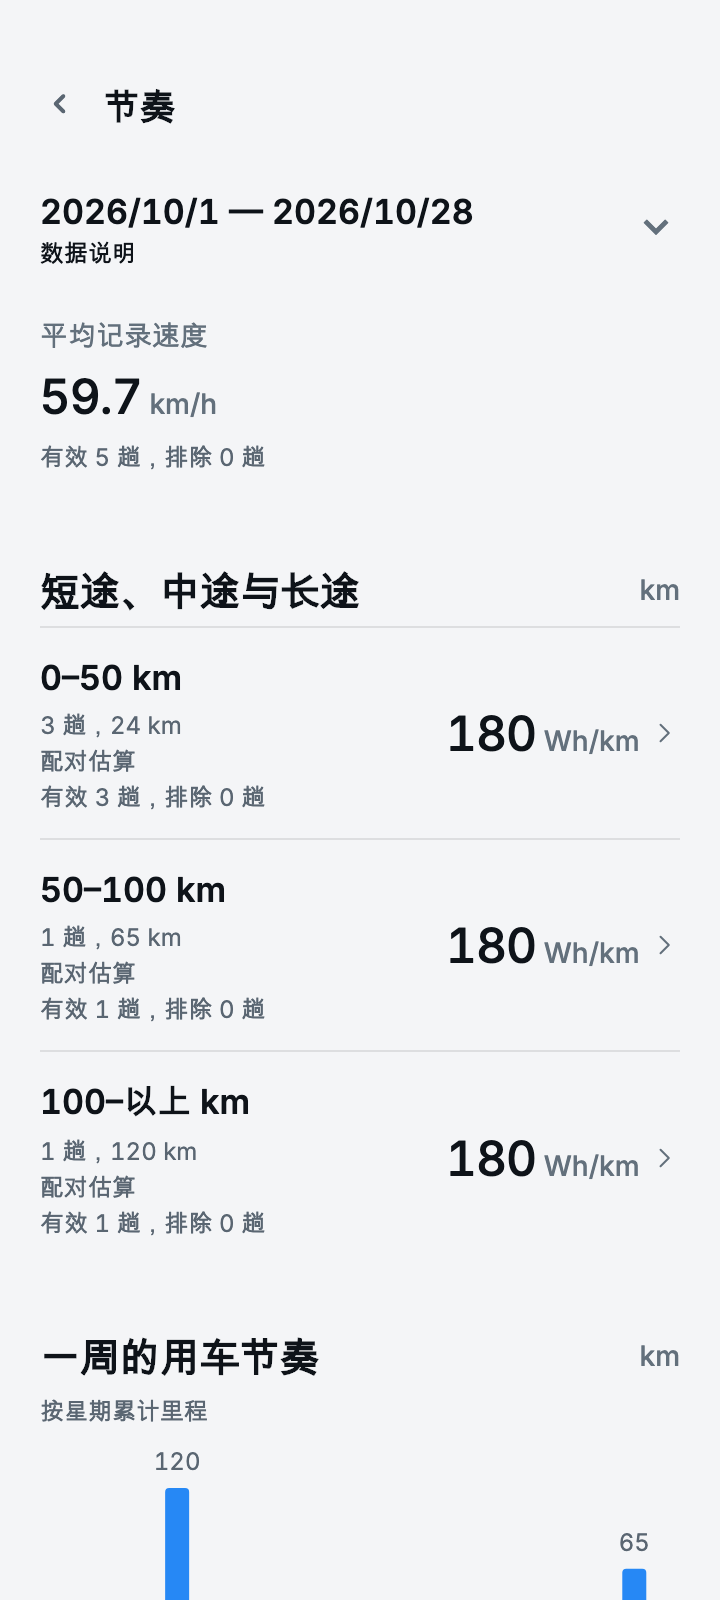 节奏
2026/10/1 — 2026/10/28
数据说明
平均记录速度
59.7 km/h
有效 5 趟，排除 0 趟
短途、中途与长途 km
0–50 km
3 趟，24 km
配对估算
有效 3 趟，排除 0 趟
180 Wh/km
50–100 km
1 趟，65 km
配对估算
有效 1 趟，排除 0 趟
180 Wh/km
100–以上 km
1 趟，120 km
配对估算
有效 1 趟，排除 0 趟
180 Wh/km
一周的用车节奏 km
按星期累计里程
120
65